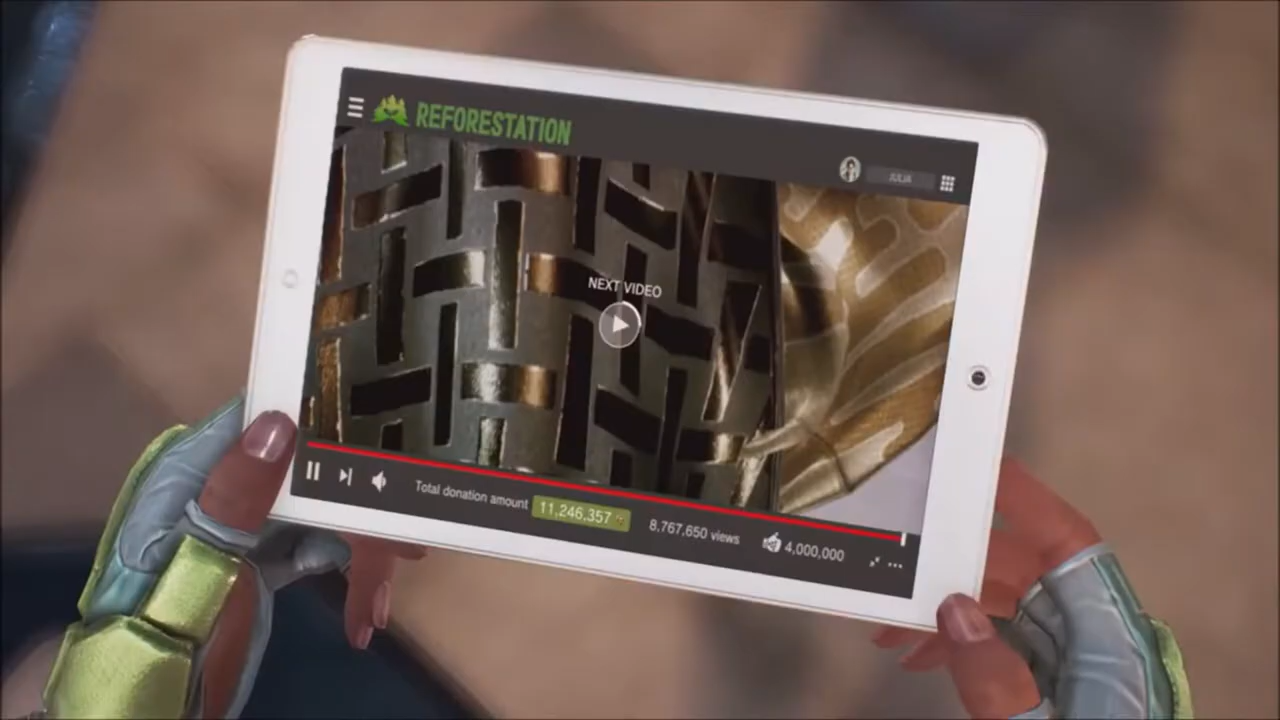 REFORESTATION
JULIA
NEXT VIDEO
Total donation amount 11,246,357 8,767,650 views 4,000,000